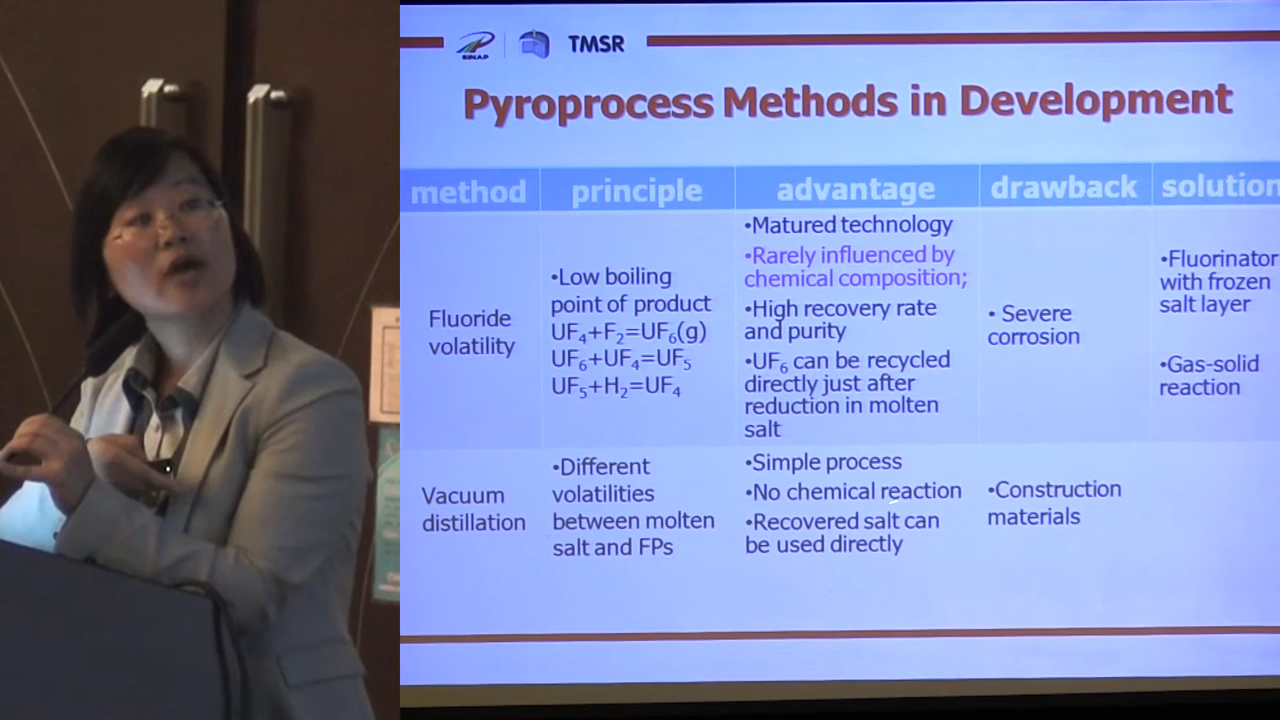 SINAP
TMSR
Pyroprocess Methods in Development
method
principle
advantage
drawback
solution
Fluoride
volatility
•Low boiling
point of product
UF₄+F₂=UF₆(g)
UF₆+UF₄=UF₅
UF₅+H₂=UF₄
•Matured technology
•Rarely influenced by
chemical composition;
•High recovery rate
and purity
•UF₆ can be recycled
directly just after
reduction in molten
salt
• Severe
corrosion
•Fluorinator
with frozen
salt layer
•Gas-solid
reaction
Vacuum
distillation
•Different
volatilities
between molten
salt and FPs
•Simple process
•No chemical reaction
•Recovered salt can
be used directly
•Construction
materials